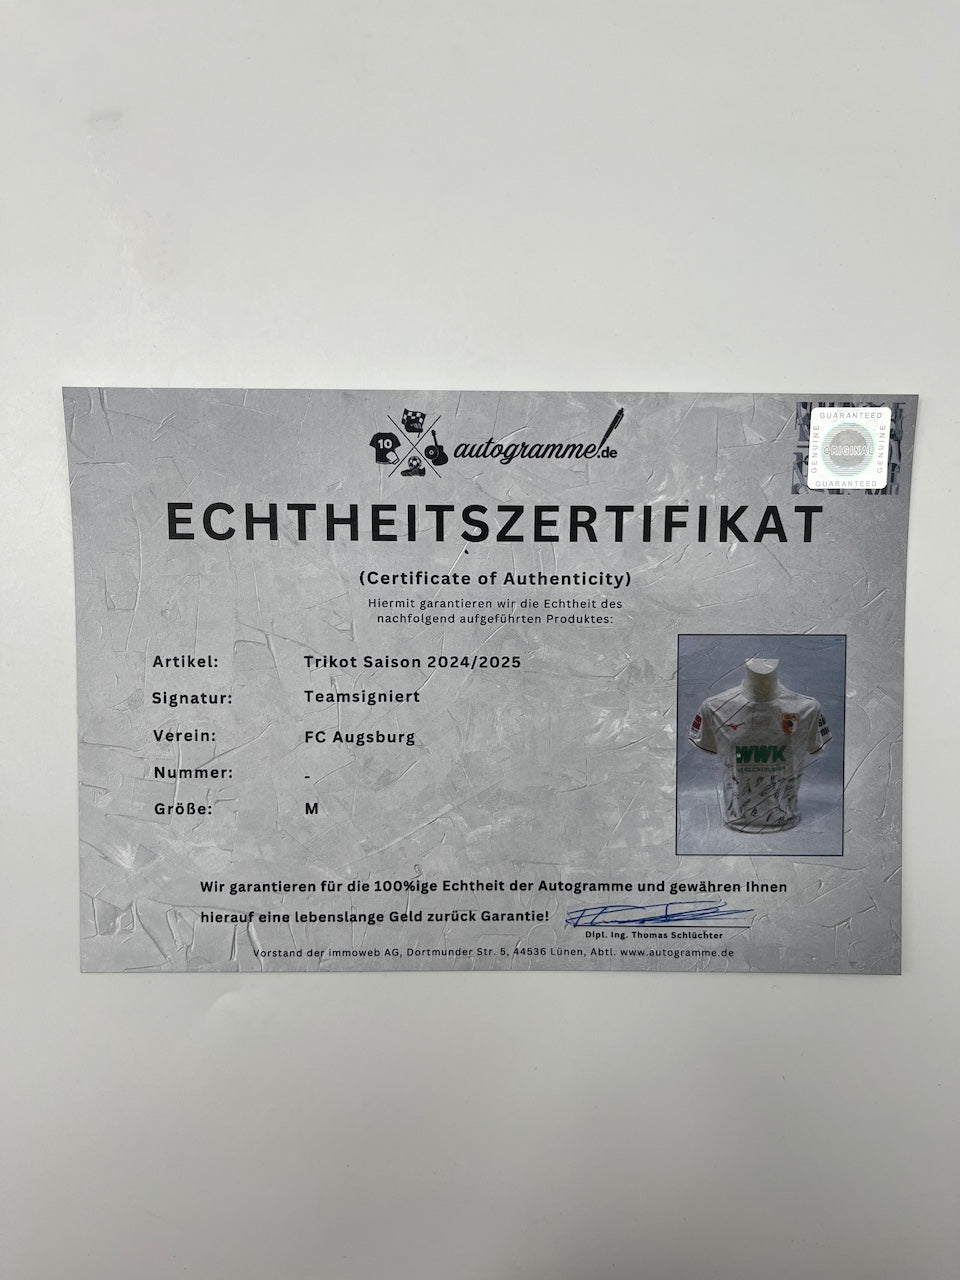 10
autogramme!.de
GUARANTEED
GENUINE
ORIGINAL
GENUINE
GUARANTEED
ECHTHEITSZERTIFIKAT
(Certificate of Authenticity)
Hiermit garantieren wir die Echtheit des
nachfolgend aufgeführten Produktes:
Artikel: Trikot Saison 2024/2025
Signatur: Teamsigniert
Verein: FC Augsburg
Nummer: -
Größe: M
WWK
Wir garantieren für die 100%ige Echtheit der Autogramme und gewähren Ihnen
hierauf eine lebenslange Geld zurück Garantie!
Dipl. Ing. Thomas Schlüchter
Vorstand der immoweb AG, Dortmunder Str. 5, 44536 Lünen, Abtl. www.autogramme.de